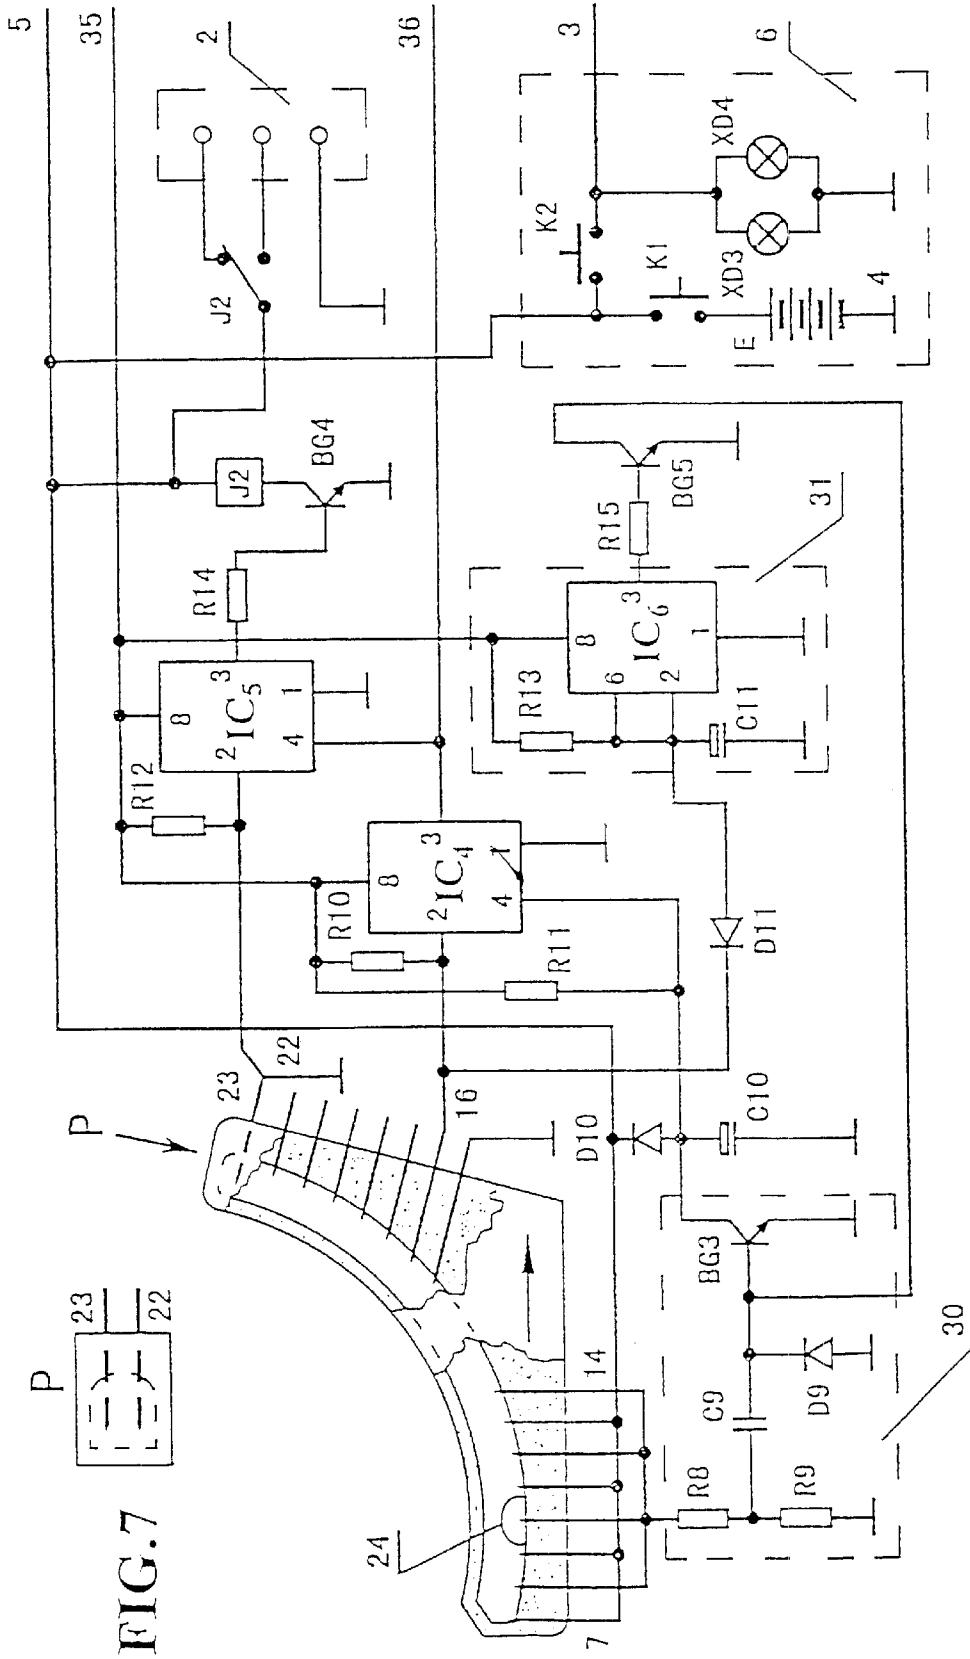 FIG.7
P
23
22
P
5
35
2
36
3
6
J2
J2
BG4
R14
8
3
IC5
1
2
4
R12
K2
K1
XD4
XD3
E
4
BG5
R15
31
8
3
IC6
6
1
2
R13
C11
8
3
IC4
1
2
4
R10
R11
D11
23
22
16
D10
C10
BG3
14
24
7
C9
D9
R8
R9
30